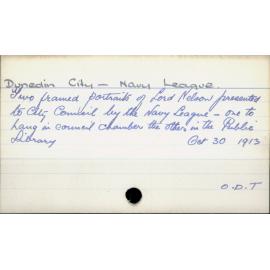 Dunedin City – Navy League.
Two framed portraits of Lord Nelson presented
to City Council by the Navy League – one to
hang in council chamber the other in the Public
Library Oct 30 1913
O.D.T